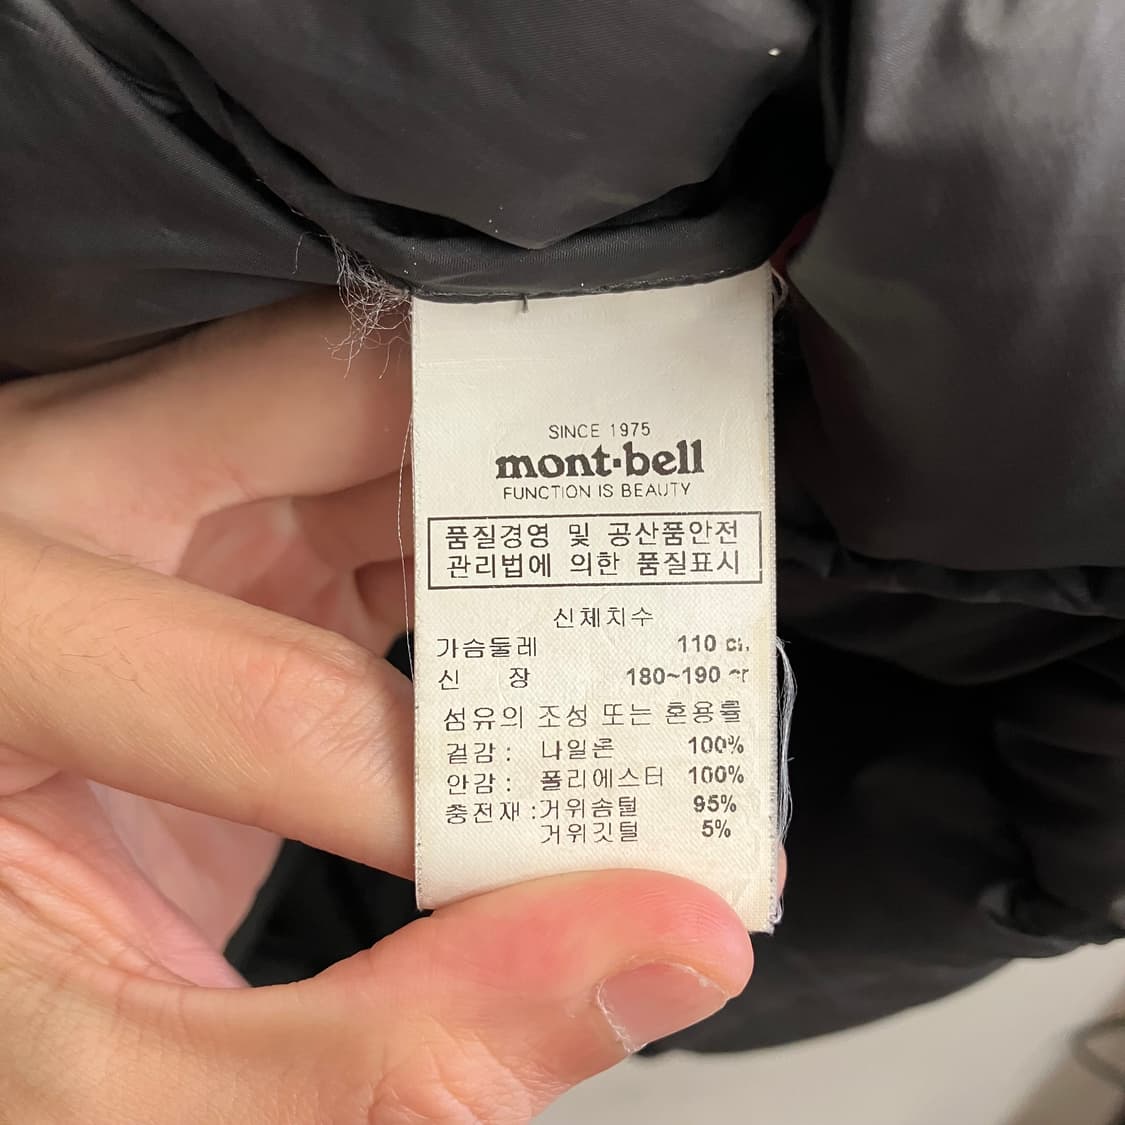 SINCE 1975
mont·bell
FUNCTION IS BEAUTY
품질경영 및 공산품안전
관리법에 의한 품질표시
신체치수
가슴둘레 110
신 장 180~190
섬유의 조성 또는 혼용률
겉감 : 나일론 100%
안감 : 폴리에스터 100%
충전재 : 거위솜털 95%
거위깃털 5%